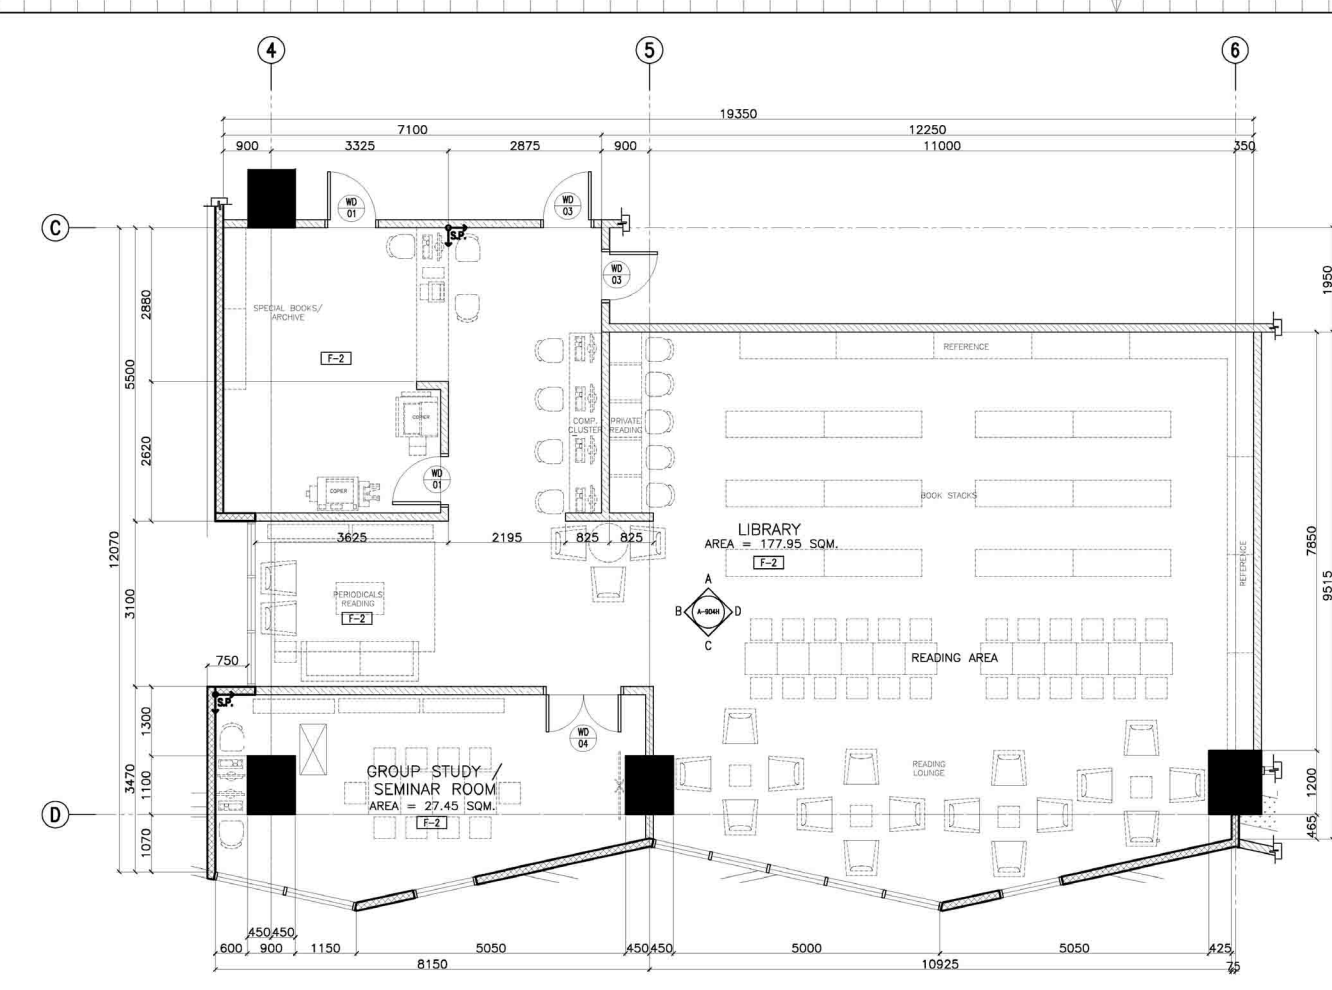 4 5 6
19350
7100 12250
900 3325 2875 900 11000 350
WD
01
WD
03
C
S.P.
WD
03
1950
2880
SPECIAL BOOKS/
ARCHIVE
REFERENCE
F-2
5500
COPIER
COMP.
CLUSTER
PRIVATE
READING
2620
WD
01
COPIER
BOOK STACKS
LIBRARY
AREA = 177.95 SQM.
F-2
3625 2195 825 825
12070
7850
REFERENCE
9515
3100
PERIODICALS
READING
F-2
A
B A-904H D
C
READING AREA
750
S.P.
1300
WD
04
GROUP STUDY /
SEMINAR ROOM
AREA = 27.45 SQM.
F-2
READING
LOUNGE
3470
1100
1200
D
465
1070
450 450
600 900 1150 5050 450 450 5000 5050 425
8150 10925 75